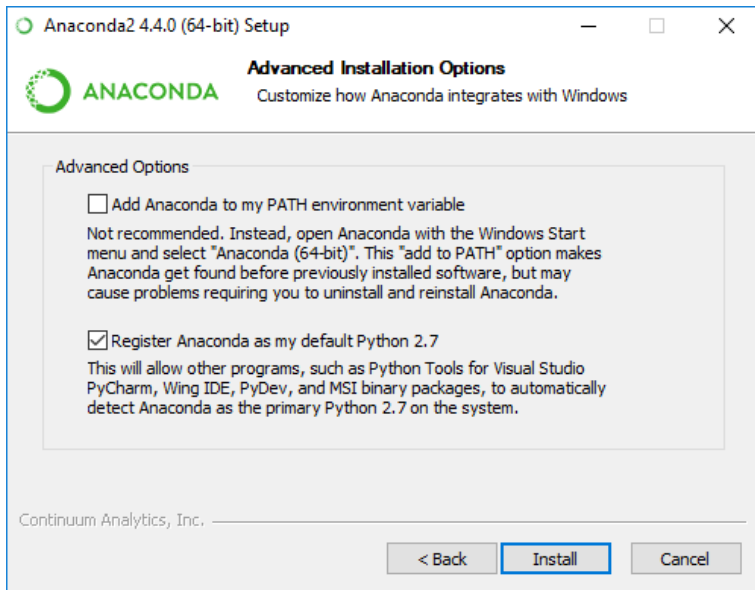 Anaconda2 4.4.0 (64-bit) Setup
Advanced Installation Options
ANACONDA
Customize how Anaconda integrates with Windows
Advanced Options
Add Anaconda to my PATH environment variable
Not recommended. Instead, open Anaconda with the Windows Start
menu and select "Anaconda (64-bit)". This "add to PATH" option makes
Anaconda get found before previously installed software, but may
cause problems requiring you to uninstall and reinstall Anaconda.
Register Anaconda as my default Python 2.7
This will allow other programs, such as Python Tools for Visual Studio
PyCharm, Wing IDE, PyDev, and MSI binary packages, to automatically
detect Anaconda as the primary Python 2.7 on the system.
Continuum Analytics, Inc.
< Back Install Cancel